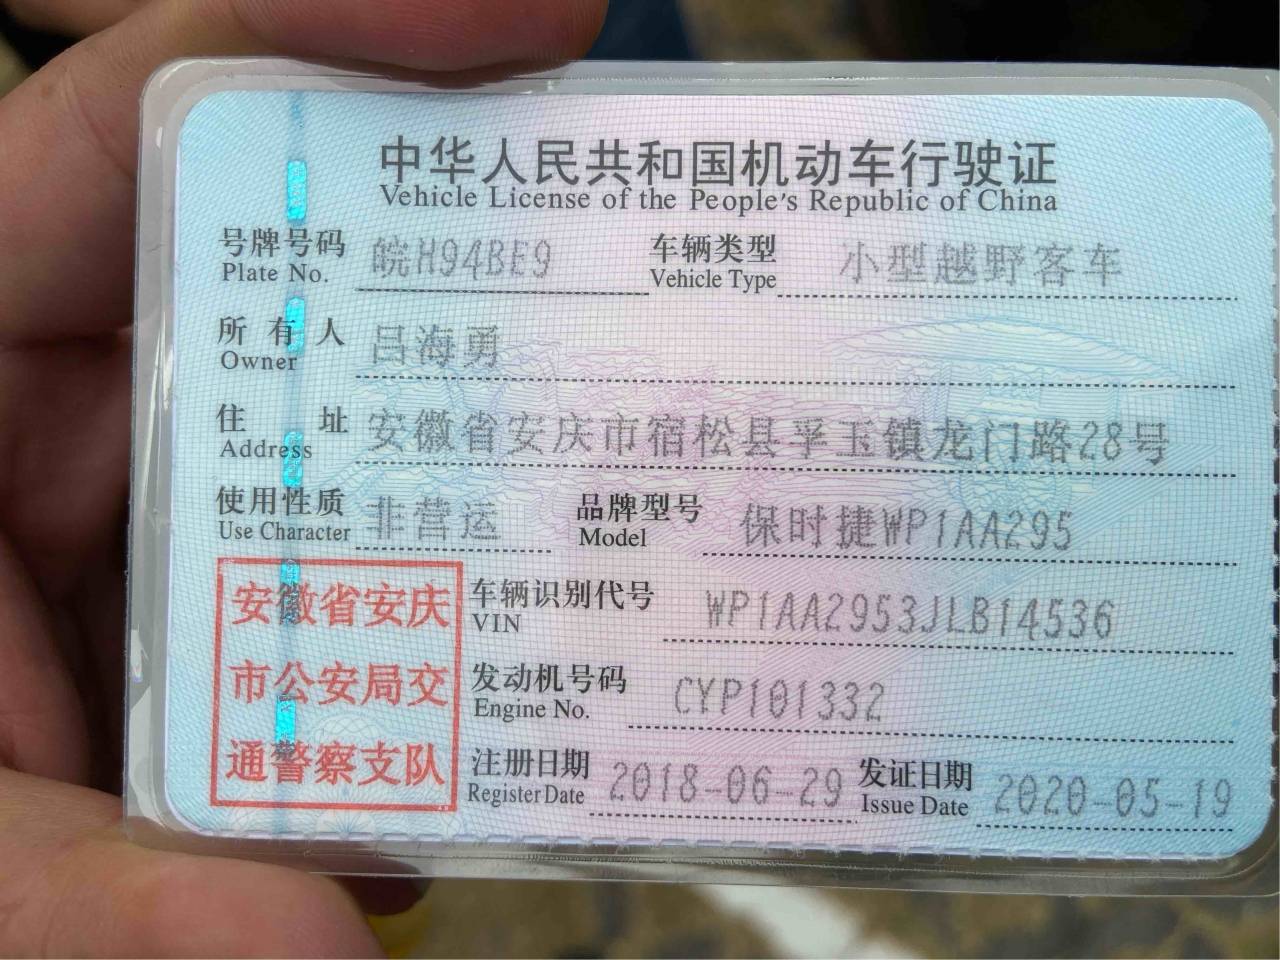 中华人民共和国机动车行驶证
Vehicle License of the People's Republic of China
号牌号码 皖H94BE9 车辆类型 小型越野客车
Plate No. Vehicle Type
所有人 吕海勇
Owner
住址 安徽省安庆市宿松县孚玉镇龙门路28号
Address
使用性质 非营运 品牌型号 保时捷WP1AA295
Use Character Model
安徽省安庆
市公安局交
通警察支队
车辆识别代号 WP1AA2953JLB14536
VIN
发动机号码 CYP101332
Engine No.
注册日期 2018-06-29 发证日期 2020-05-19
Register Date Issue Date